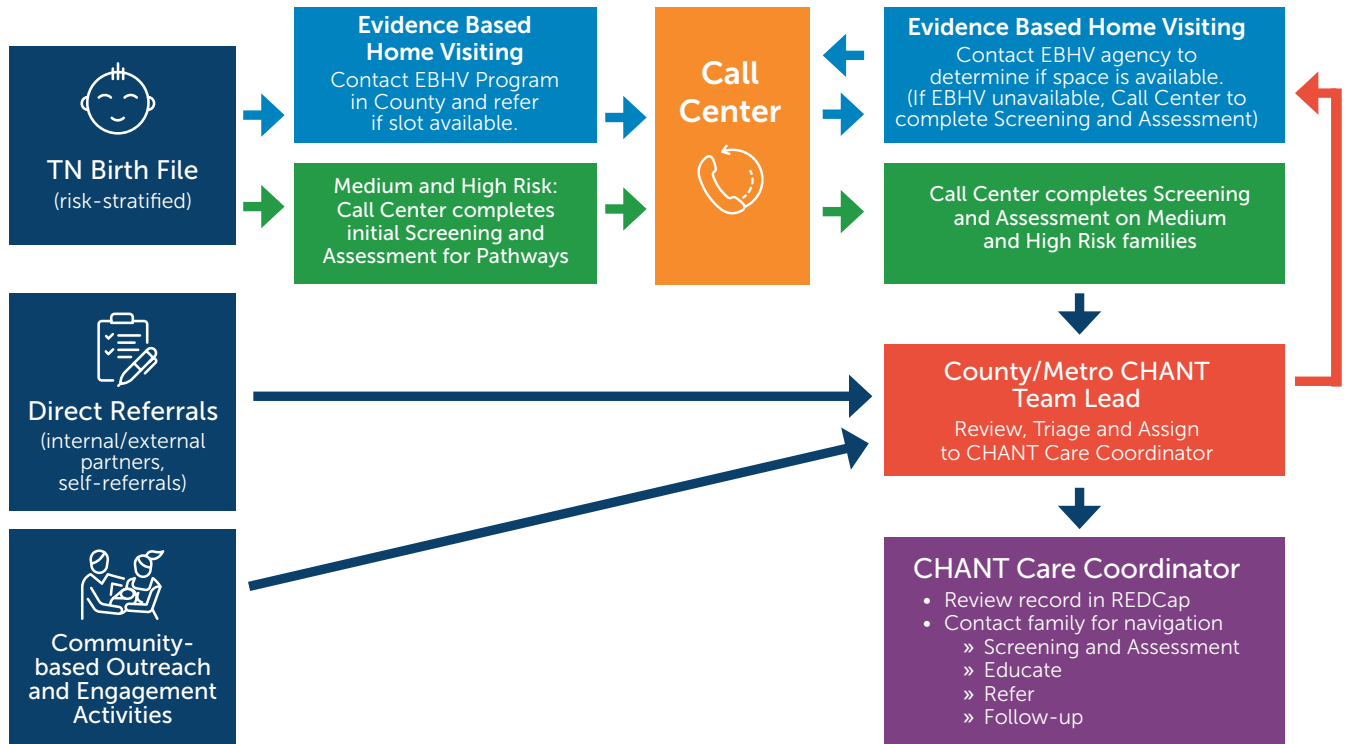 TN Birth File
(risk-stratified)
Evidence Based
Home Visiting
Contact EBHV Program
in County and refer
if slot available.
Medium and High Risk:
Call Center completes
initial Screening and
Assessment for Pathways
Call
Center
Evidence Based Home Visiting
Contact EBHV agency to
determine if space is available.
(If EBHV unavailable, Call Center to
complete Screening and Assessment)
Call Center completes Screening
and Assessment on Medium
and High Risk families
Direct Referrals
(internal/external
partners,
self-referrals)
County/Metro CHANT
Team Lead
Review, Triage and Assign
to CHANT Care Coordinator
Community-
based Outreach
and Engagement
Activities
CHANT Care Coordinator
• Review record in REDCap
• Contact family for navigation
» Screening and Assessment
» Educate
» Refer
» Follow-up